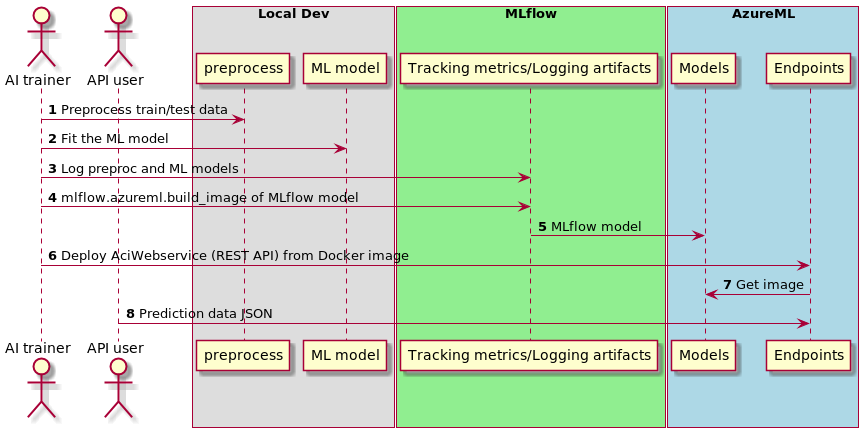 Local Dev
MLflow
AzureML
AI trainer
API user
preprocess
ML model
Tracking metrics/Logging artifacts
Models
Endpoints
1 Preprocess train/test data
2 Fit the ML model
3 Log preproc and ML models
4 mlflow.azureml.build_image of MLflow model
5 MLflow model
6 Deploy AciWebservice (REST API) from Docker image
7 Get image
8 Prediction data JSON
AI trainer
API user
preprocess
ML model
Tracking metrics/Logging artifacts
Models
Endpoints